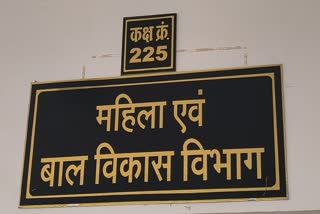 कक्ष क्रं.
225
महिला एवं
बाल विकास विभाग